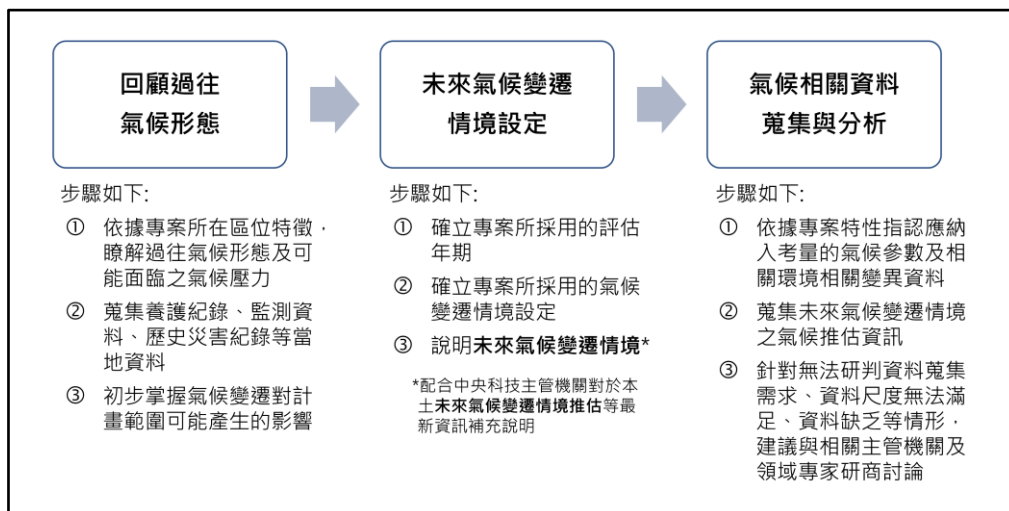 回顧過往
氣候形態
未來氣候變遷
情境設定
氣候相關資料
蒐集與分析
步驟如下:
① 依據專案所在區位特徵，
瞭解過往氣候形態及可
能面臨之氣候壓力
② 蒐集養護紀錄、監測資
料、歷史災害紀錄等當
地資料
③ 初步掌握氣候變遷對計
畫範圍可能產生的影響
步驟如下:
① 確立專案所採用的評估
年期
② 確立專案所採用的氣候
變遷情境設定
③ 說明未來氣候變遷情境*
*配合中央科技主管機關對於本
土未來氣候變遷情境推估等最
新資訊補充說明
步驟如下:
① 依據專案特性指認應納
入考量的氣候參數及相
關環境相關變異資料
② 蒐集未來氣候變遷情境
之氣候推估資訊
③ 針對無法研判資料蒐集
需求、資料尺度無法滿
足、資料缺乏等情形，
建議與相關主管機關及
領域專家研商討論